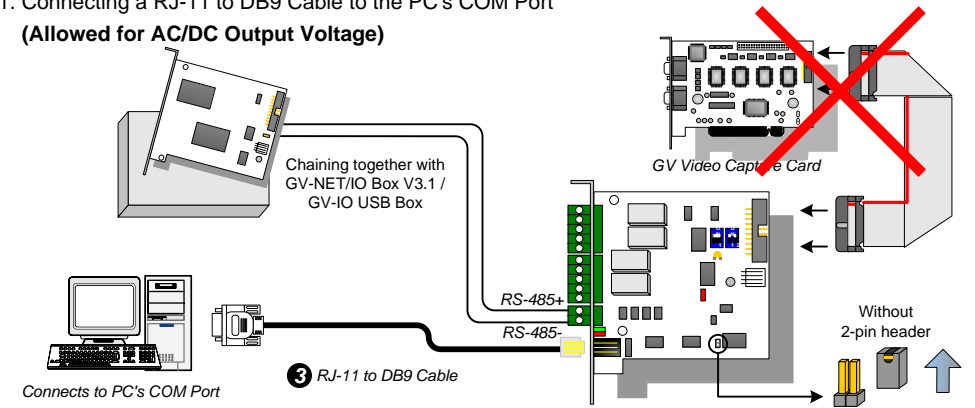 1. Connecting a RJ-11 to DB9 Cable to the PC's COM Port
(Allowed for AC/DC Output Voltage)
Chaining together with
GV-NET/IO Box V3.1 /
GV-IO USB Box
GV Video Capture Card
RS-485+
RS-485-
Without
2-pin header
3 RJ-11 to DB9 Cable
Connects to PC's COM Port